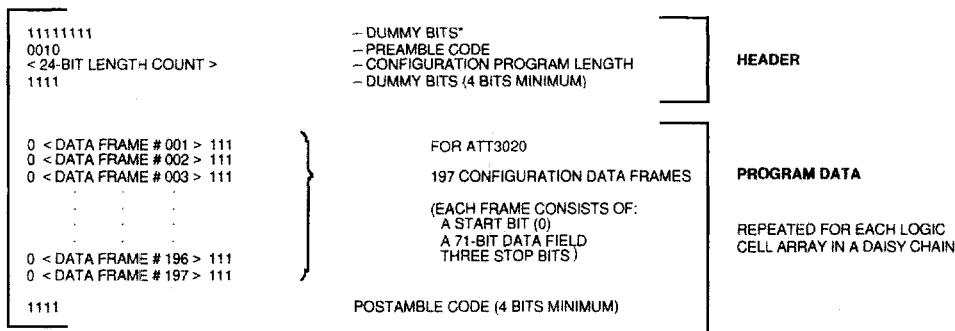 11111111 – DUMMY BITS*
0010 – PREAMBLE CODE
< 24-BIT LENGTH COUNT > – CONFIGURATION PROGRAM LENGTH
1111 – DUMMY BITS (4 BITS MINIMUM)
HEADER
0 < DATA FRAME # 001 > 111
0 < DATA FRAME # 002 > 111
0 < DATA FRAME # 003 > 111
. . .
. . .
. . .
0 < DATA FRAME # 196 > 111
0 < DATA FRAME # 197 > 111
FOR ATT3020
197 CONFIGURATION DATA FRAMES
(EACH FRAME CONSISTS OF:
A START BIT (0)
A 71-BIT DATA FIELD
THREE STOP BITS)
PROGRAM DATA
REPEATED FOR EACH LOGIC
CELL ARRAY IN A DAISY CHAIN
1111 POSTAMBLE CODE (4 BITS MINIMUM)